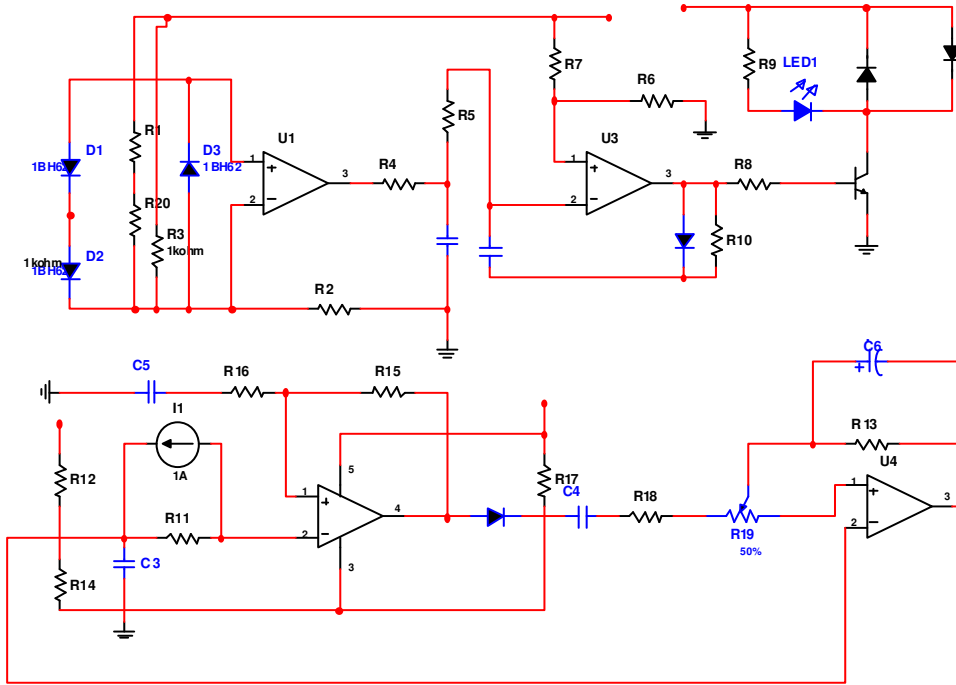 R9
LED1
R7
R6
R5
R1
D1
1BH62
D3
1BH62
U1
1
+
3
2
−
R4
U3
1
+
3
2
−
R8
R20
R3
1kohm
R10
1kohm
D2
1BH62
R2
C5
R16
R15
C6
+
I1
1A
R13
R12
5
R17
U4
1
+
4
2
−
3
C4
R18
1
+
3
2
−
R11
R19
50%
C3
R14